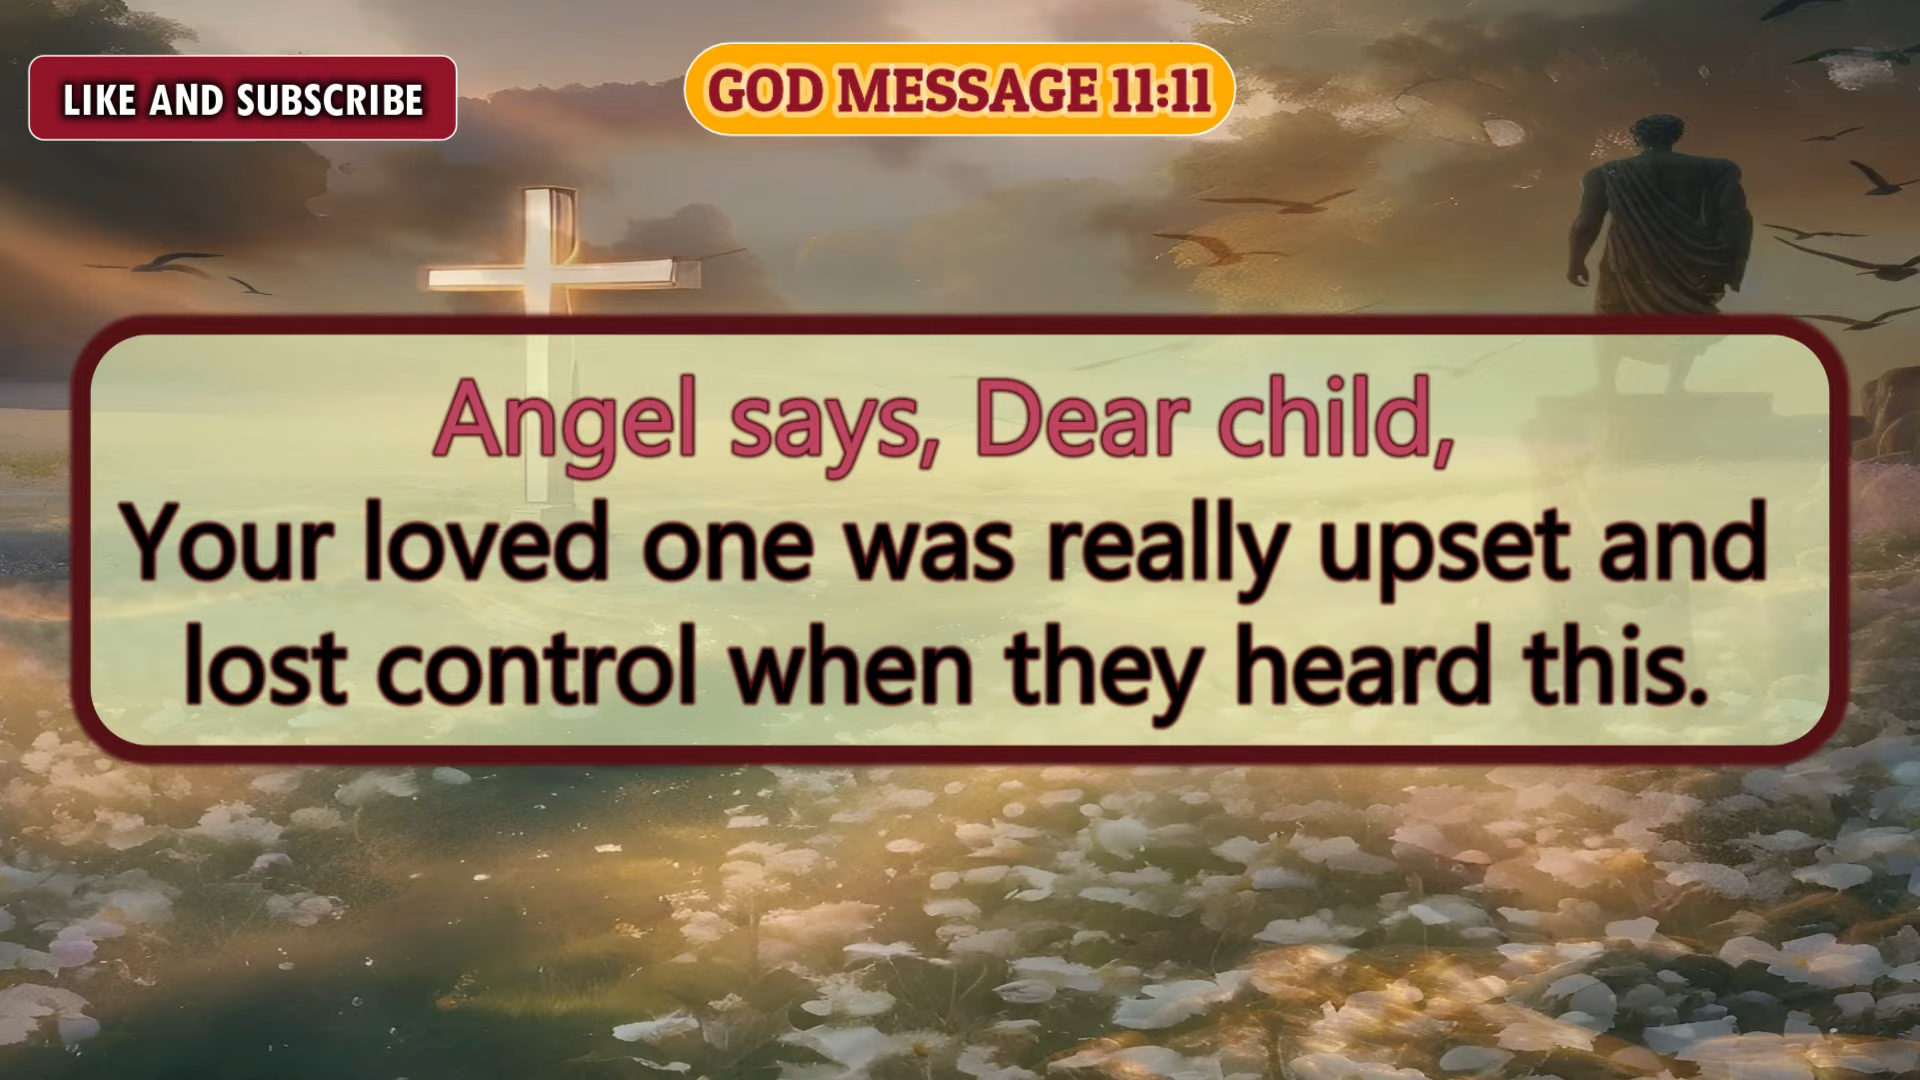 LIKE AND SUBSCRIBE
GOD MESSAGE 11:11
Angel says, Dear child,
Your loved one was really upset and
lost control when they heard this.